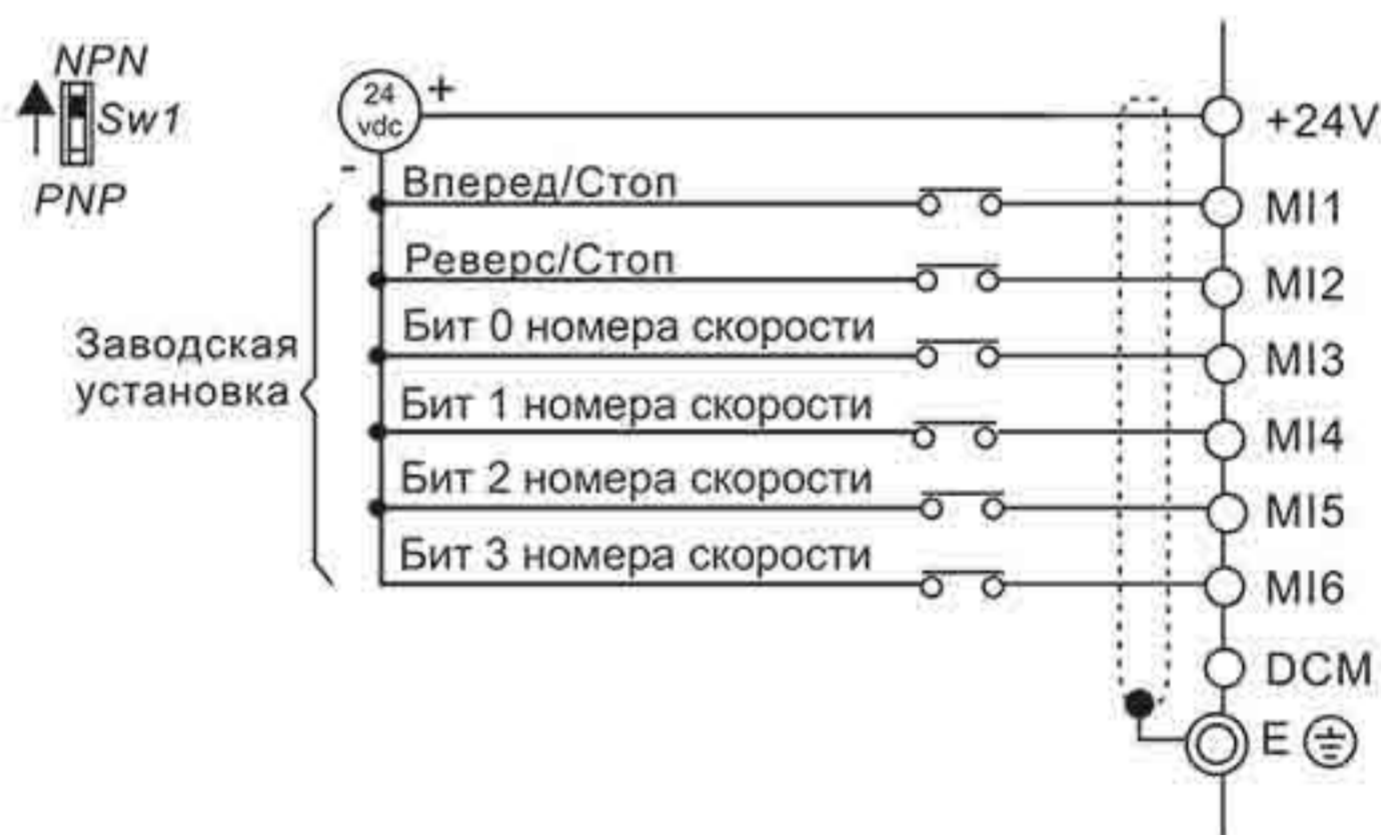 NPN
Sw1
PNP
24
vdc
+
-
+24V
Вперед/Стоп
MI1
Реверс/Стоп
MI2
Бит 0 номера скорости
MI3
Заводская
установка
Бит 1 номера скорости
MI4
Бит 2 номера скорости
MI5
Бит 3 номера скорости
MI6
DCM
E